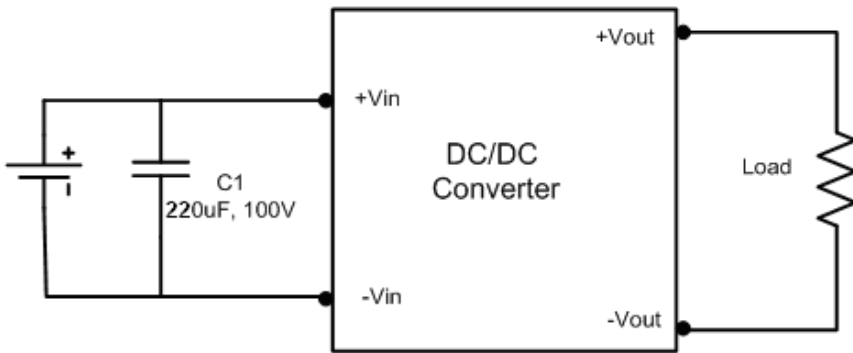 +Vout
+Vin
DC/DC
Converter
Load
+
-
C1
220uF, 100V
-Vin
-Vout